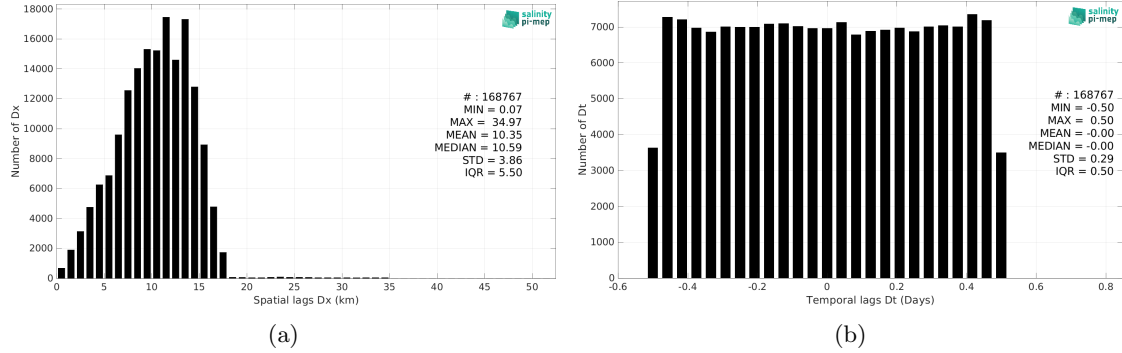 18000
16000
14000
12000
10000
8000
6000
4000
2000
0
Number of Dx
salinity
pi-mep
# : 168767
MIN = 0.07
MAX = 34.97
MEAN = 10.35
MEDIAN = 10.59
STD = 3.86
IQR = 5.50
0 5 10 15 20 25 30 35 40 45 50
Spatial lags Dx (km)
(a)
7000
6000
5000
4000
3000
2000
1000
0
Number of Dt
salinity
pi-mep
# : 168767
MIN = -0.50
MAX = 0.50
MEAN = -0.00
MEDIAN = -0.00
STD = 0.29
IQR = 0.50
-0.6 -0.4 -0.2 0 0.2 0.4 0.6 0.8
Temporal lags Dt (Days)
(b)